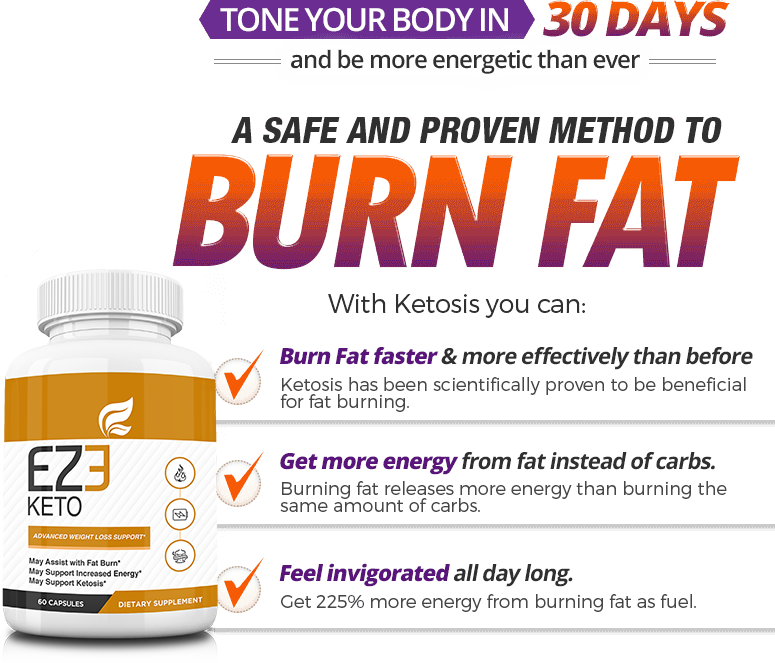 TONE YOUR BODY IN 30 DAYS
and be more energetic than ever
A SAFE AND PROVEN METHOD TO
BURN FAT
With Ketosis you can:
Burn Fat faster & more effectively than before
Ketosis has been scientifically proven to be beneficial
for fat burning.
Get more energy from fat instead of carbs.
Burning fat releases more energy than burning the
same amount of carbs.
Feel invigorated all day long.
Get 225% more energy from burning fat as fuel.
EZ3
KETO
ADVANCED WEIGHT LOSS SUPPORT*
May Assist with Fat Burn*
May Support Increased Energy*
May Support Ketosis*
60 CAPSULES
DIETARY SUPPLEMENT